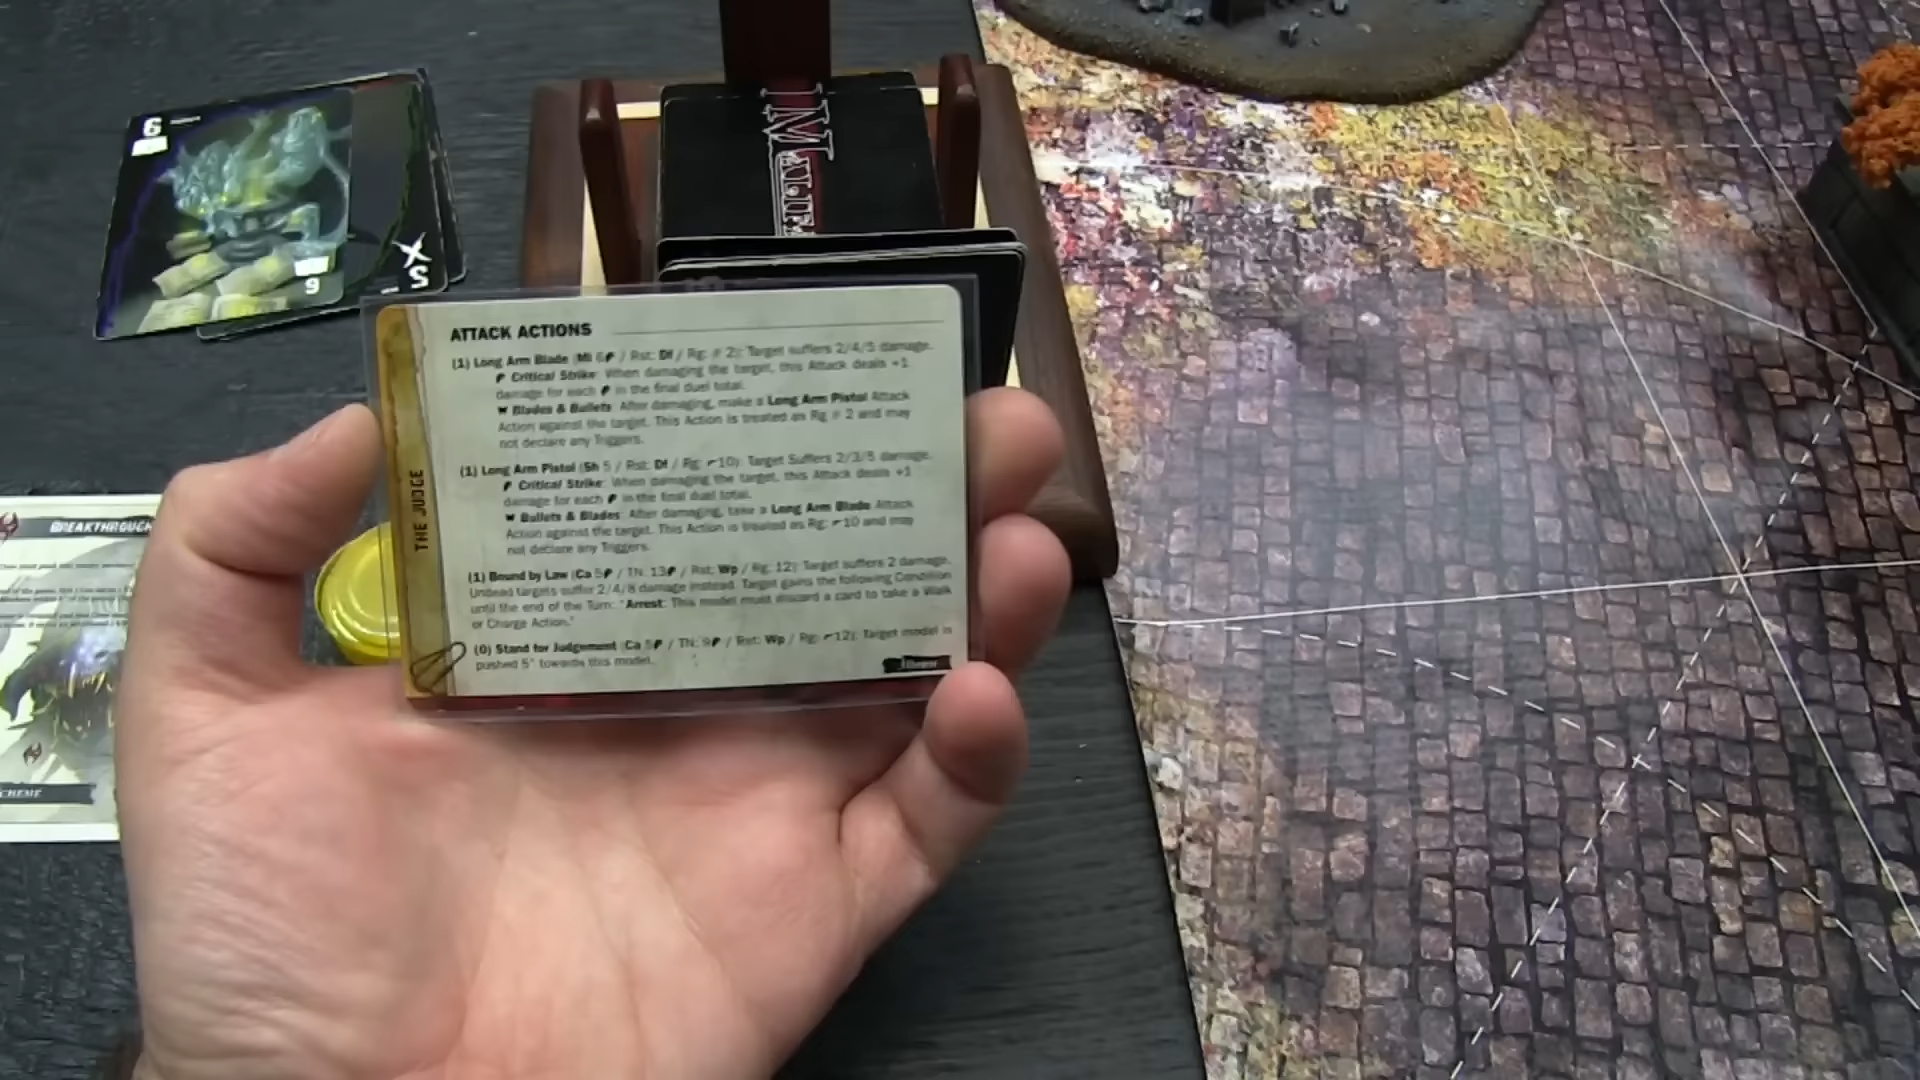 6
9
S
BREAKTHROUGH
THE JUDGE
ATTACK ACTIONS
(1) Long Arm Blade (Ml 6 / Rst: Df / Rg: 2): Target suffers 2/4/5 damage.
Critical Strike: When damaging the target, this Attack deals +1
damage for each in the final duel total.
Blades & Bullets: After damaging, make a Long Arm Pistol Attack
Action against the target. This Action is treated as Rg 2 and may
not declare any Triggers.
(1) Long Arm Pistol (Sh 5 / Rst: Df / Rg: 10): Target Suffers 2/3/5 damage.
Critical Strike: When damaging the target, this Attack deals +1
damage for each in the final duel total.
Bullets & Blades: After damaging, take a Long Arm Blade Attack
Action against the target. This Action is treated as Rg: 10 and may
not declare any Triggers.
(1) Bound by Law (Ca 5 / TN: 13 / Rst: Wp / Rg: 12): Target suffers 2 damage.
Undead targets suffer 2/4/8 damage instead. Target gains the following Condition
until the end of the Turn: "Arrest: This model must discard a card to take a Walk
or Charge Action."
(0) Stand for Judgement (Ca 5 / TN: 9 / Rst: Wp / Rg: 12): Target model is
pushed 5" towards this model.